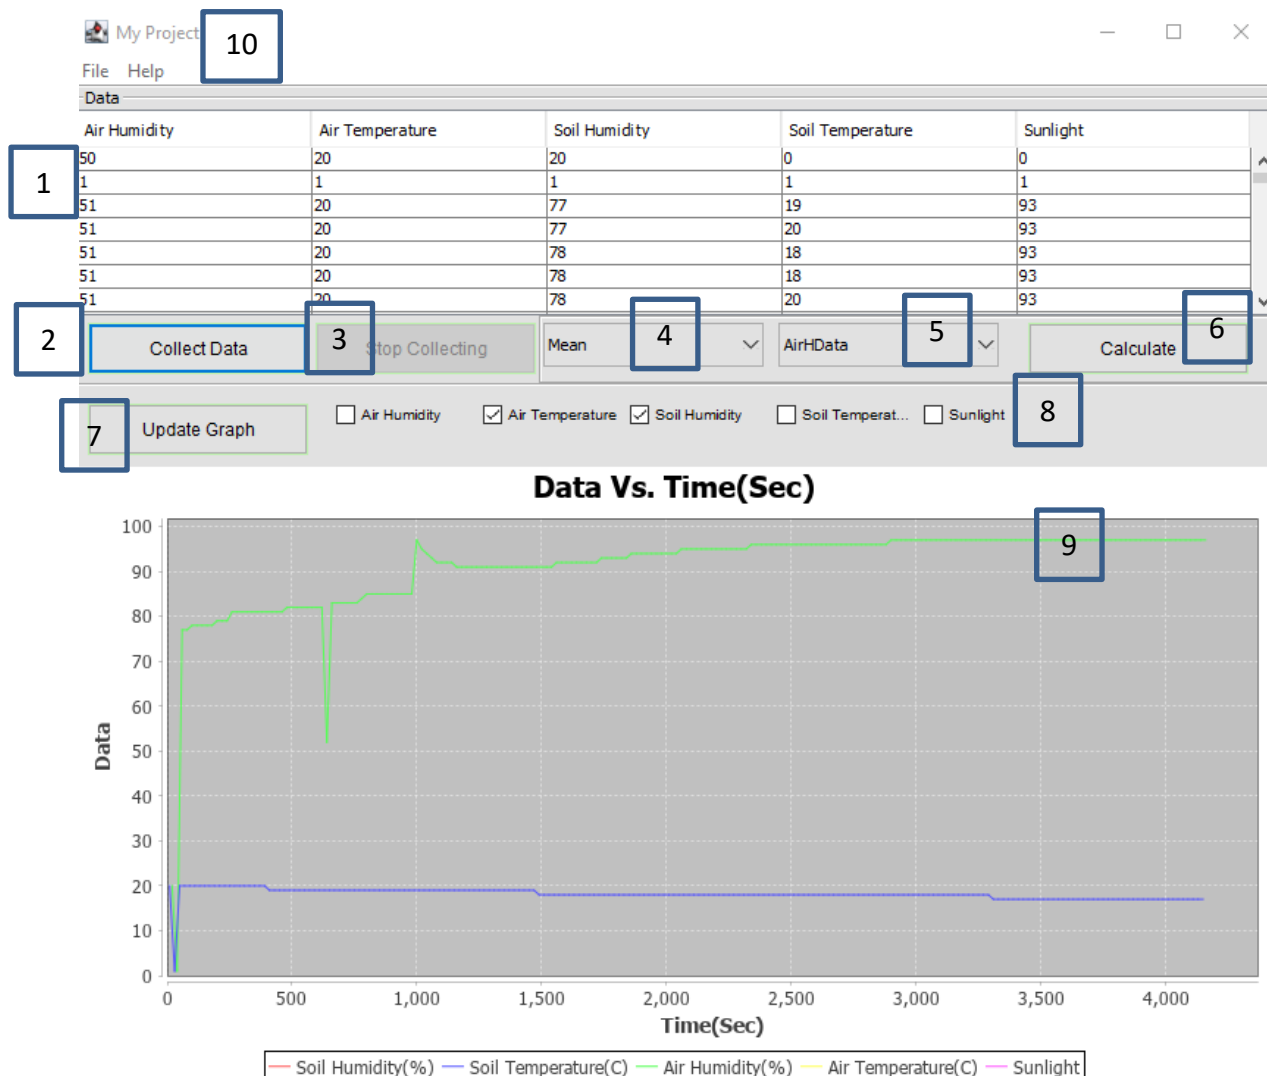 My Project
10
File Help
Data
Air Humidity Air Temperature Soil Humidity Soil Temperature Sunlight
50 20 20 0 0
1
1 1 1 1 1
51 20 77 19 93
51 20 77 20 93
51 20 78 18 93
51 20 78 18 93
51 20 78 20 93
2 Collect Data 3 Stop Collecting Mean 4 AirHData 5 Calculate 6
7 Update Graph Air Humidity Air Temperature Soil Humidity Soil Temperat... Sunlight 8
Data Vs. Time(Sec)
100
9
90
80
70
60
50
40
30
20
10
0
Data
0 500 1,000 1,500 2,000 2,500 3,000 3,500 4,000
Time(Sec)
Soil Humidity(%) Soil Temperature(C) Air Humidity(%) Air Temperature(C) Sunlight